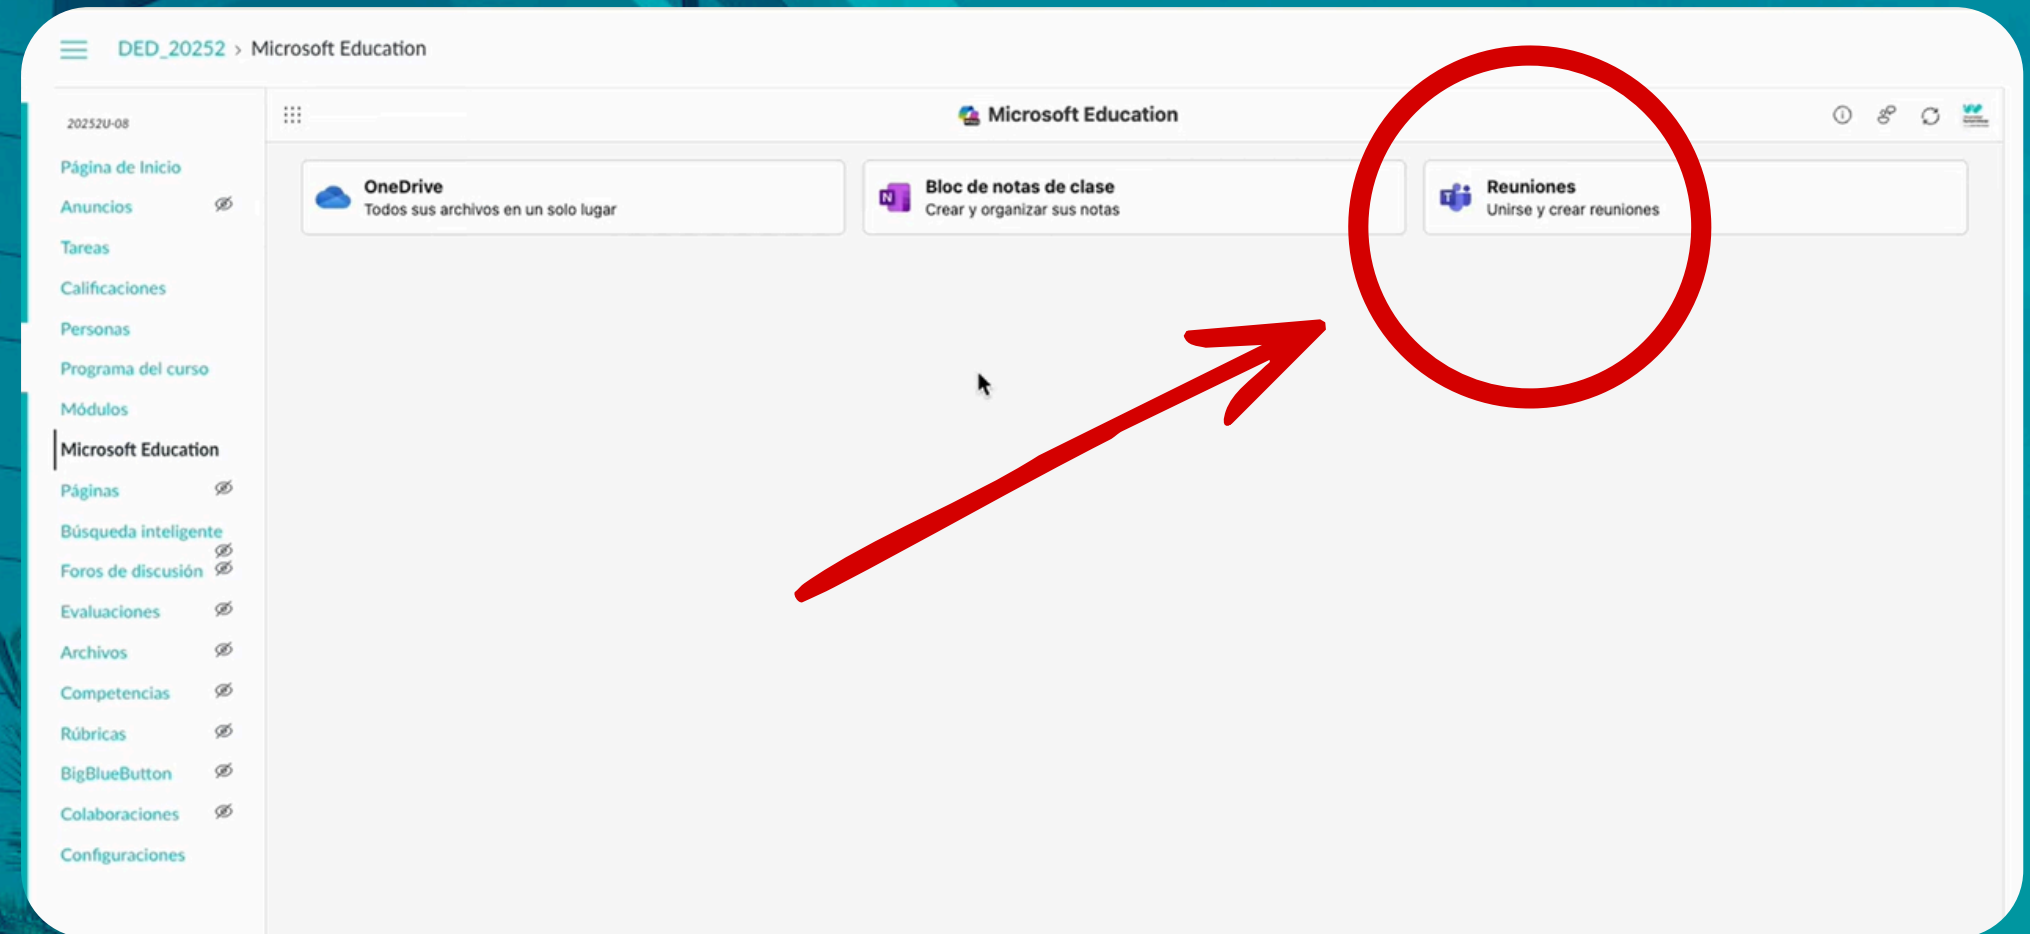 DED_20252 > Microsoft Education
20252U-08
Página de Inicio
Anuncios
Tareas
Calificaciones
Personas
Programa del curso
Módulos
Microsoft Education
Páginas
Búsqueda inteligente
Foros de discusión
Evaluaciones
Archivos
Competencias
Rúbricas
BigBlueButton
Colaboraciones
Configuraciones
Microsoft Education
OneDrive
Todos sus archivos en un solo lugar
Bloc de notas de clase
Crear y organizar sus notas
Reuniones
Unirse y crear reuniones